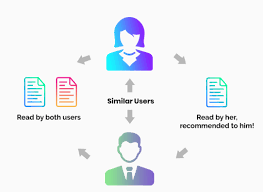 Similar Users
Read by both users
Read by her,
recommended to him!